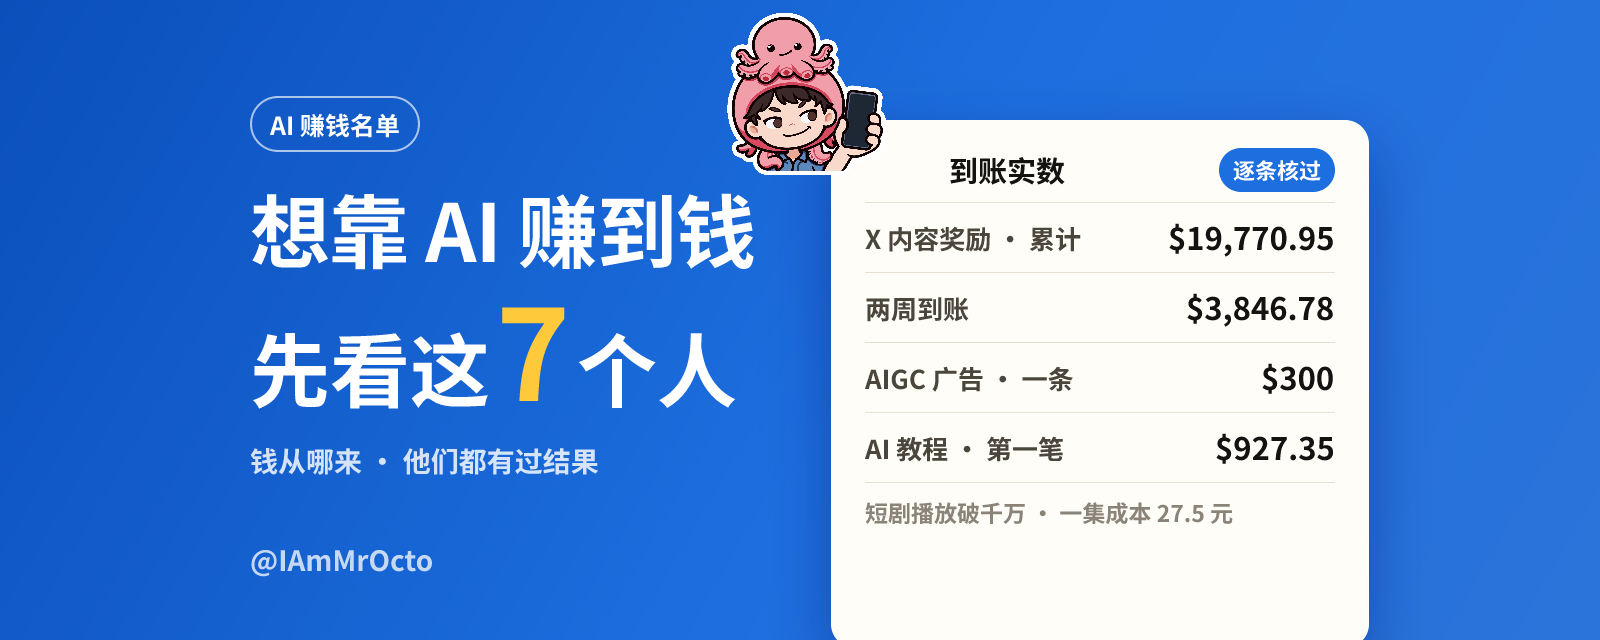 AI 赚钱名单
想靠 AI 赚到钱
先看这7个人
钱从哪来 · 他们都有过结果
@IAmMrOcto
到账实数
逐条核过
X 内容奖励 · 累计 $19,770.95
两周到账 $3,846.78
AIGC 广告 · 一条 $300
AI 教程 · 第一笔 $927.35
短剧播放破千万 · 一集成本 27.5 元